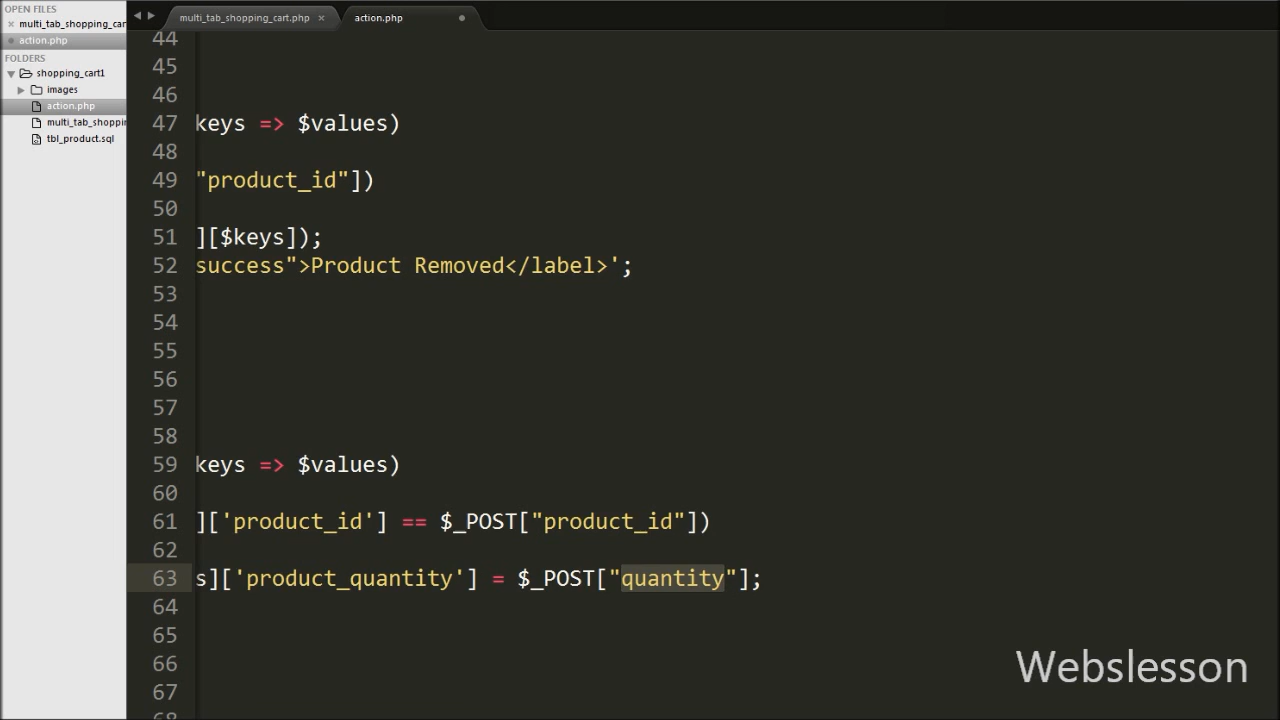 OPEN FILES
multi_tab_shopping_car
action.php
FOLDERS
shopping_cart1
images
action.php
multi_tab_shoppin
tbl_product.sql
multi_tab_shopping_cart.php
action.php
44
45
46
47 keys => $values)
48
49 "product_id"])
50
51 ][$keys]);
52 success">Product Removed</label>';
53
54
55
56
57
58
59 keys => $values)
60
61 ]['product_id'] == $_POST["product_id"])
62
63 s]['product_quantity'] = $_POST["quantity"];
64
65
66
67
68
Webslesson